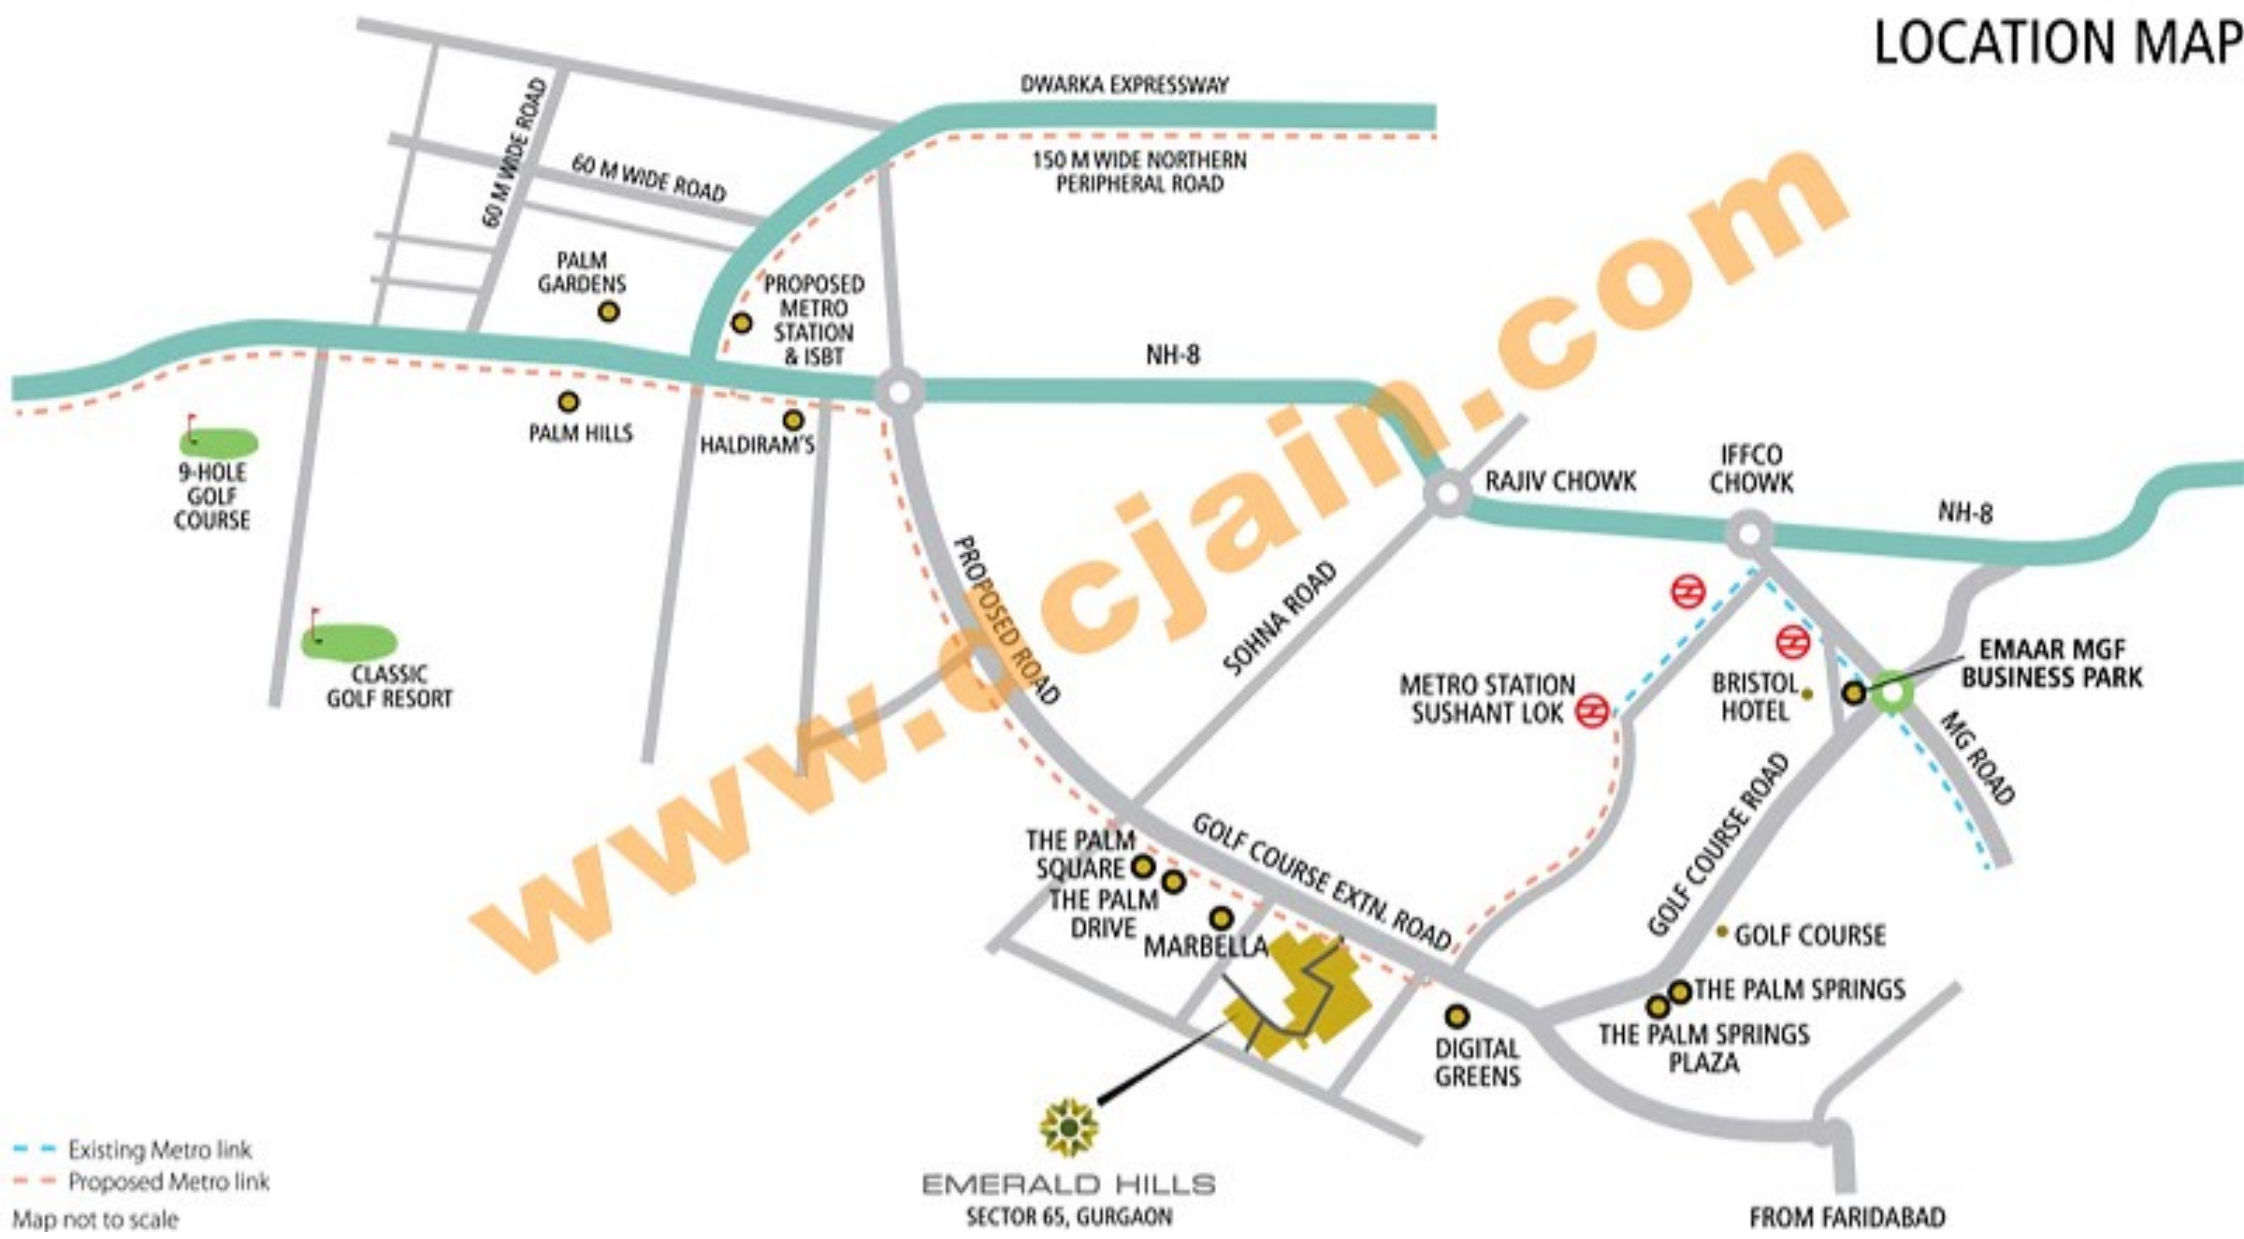 LOCATION MAP
DWARKA EXPRESSWAY
150 M WIDE NORTHERN
PERIPHERAL ROAD
60 M WIDE ROAD
60 M WIDE ROAD
PALM
GARDENS
PROPOSED
METRO
STATION
& ISBT
NH-8
PALM HILLS
HALDIRAM'S
9-HOLE
GOLF
COURSE
RAJIV CHOWK
IFFCO
CHOWK
NH-8
PROPOSED ROAD
SOHNA ROAD
CLASSIC
GOLF RESORT
METRO STATION
SUSHANT LOK
BRISTOL
HOTEL
EMAAR MGF
BUSINESS PARK
MG ROAD
GOLF COURSE ROAD
THE PALM
SQUARE
THE PALM
DRIVE
MARBELLA
GOLF COURSE EXTN. ROAD
GOLF COURSE
THE PALM SPRINGS
THE PALM SPRINGS
PLAZA
DIGITAL
GREENS
EMERALD HILLS
SECTOR 65, GURGAON
FROM FARIDABAD
Existing Metro link
Proposed Metro link
Map not to scale